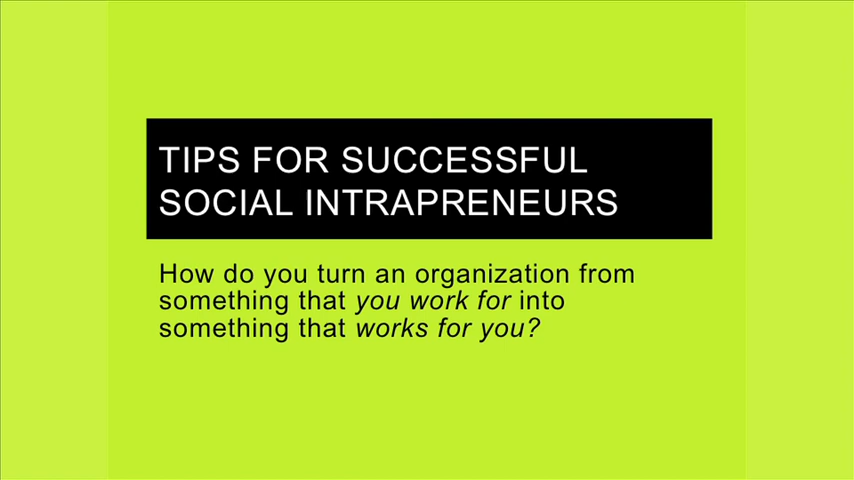 TIPS FOR SUCCESSFUL
SOCIAL INTRAPRENEURS
How do you turn an organization from
something that you work for into
something that works for you?